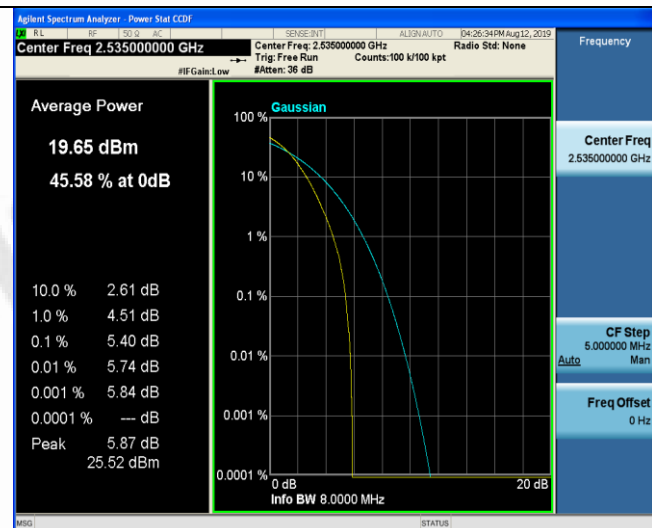 Agilent Spectrum Analyzer - Power Stat CCDF
LXI RL RF 50 Ω AC SENSE:INT ALIGNAUTO 04:26:34PM Aug12, 2019
Center Freq 2.535000000 GHz
Center Freq: 2.535000000 GHz Radio Std: None
Trig: Free Run Counts:100 k/100 kpt
#IFGain:Low #Atten: 36 dB
Frequency
Average Power
19.65 dBm
45.58 % at 0dB
10.0 % 2.61 dB
1.0 % 4.51 dB
0.1 % 5.40 dB
0.01 % 5.74 dB
0.001 % 5.84 dB
0.0001 % --- dB
Peak 5.87 dB
25.52 dBm
Gaussian
100 %
10 %
1 %
0.1 %
0.01 %
0.001 %
0.0001 %
0 dB 20 dB
Info BW 8.0000 MHz
Center Freq
2.535000000 GHz
CF Step
5.000000 MHz
Auto Man
Freq Offset
0 Hz
MSG STATUS